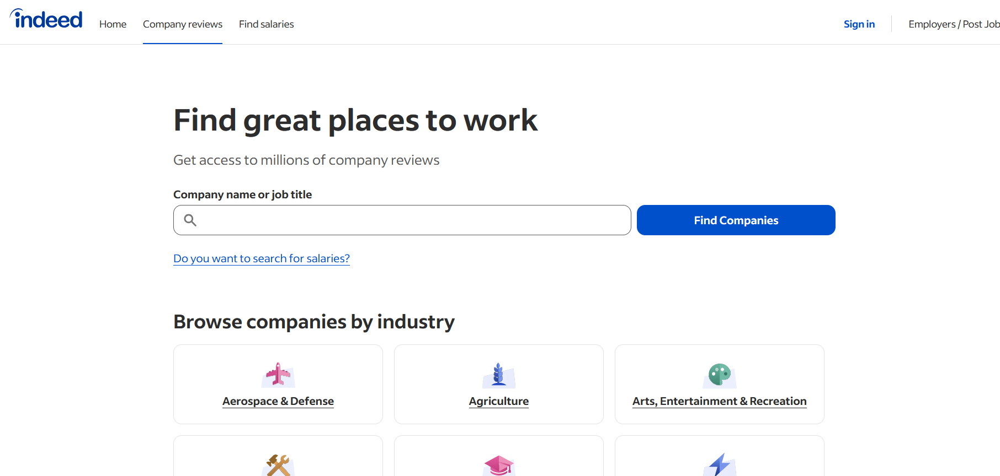 indeed
Home
Company reviews
Find salaries
Sign in
Employers / Post Job
Find great places to work
Get access to millions of company reviews
Company name or job title
Find Companies
Do you want to search for salaries?
Browse companies by industry
Aerospace & Defense
Agriculture
Arts, Entertainment & Recreation